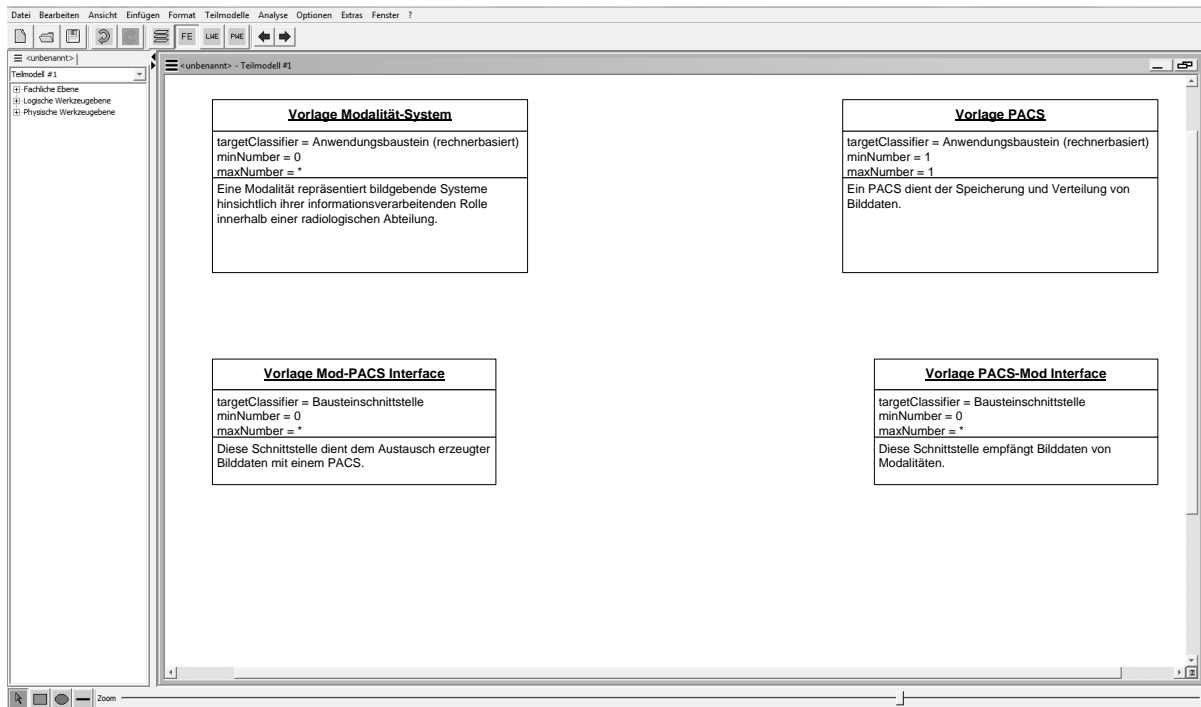 Datei Bearbeiten Ansicht Einfügen Format Teilmodelle Analyse Optionen Extras Fenster ?
FE LWE PWE
<unbenannt>
Teilmodell #1
Fachliche Ebene
Logische Werkzeugebene
Physische Werkzeugebene
<unbenannt> - Teilmodell #1
Vorlage Modalität-System
targetClassifier = Anwendungsbaustein (rechnerbasiert)
minNumber = 0
maxNumber = *
Eine Modalität repräsentiert bildgebende Systeme
hinsichtlich ihrer informationsverarbeitenden Rolle
innerhalb einer radiologischen Abteilung.
Vorlage PACS
targetClassifier = Anwendungsbaustein (rechnerbasiert)
minNumber = 1
maxNumber = 1
Ein PACS dient der Speicherung und Verteilung von
Bilddaten.
Vorlage Mod-PACS Interface
targetClassifier = Bausteinschnittstelle
minNumber = 0
maxNumber = *
Diese Schnittstelle dient dem Austausch erzeugter
Bilddaten mit einem PACS.
Vorlage PACS-Mod Interface
targetClassifier = Bausteinschnittstelle
minNumber = 0
maxNumber = *
Diese Schnittstelle empfängt Bilddaten von
Modalitäten.
Zoom